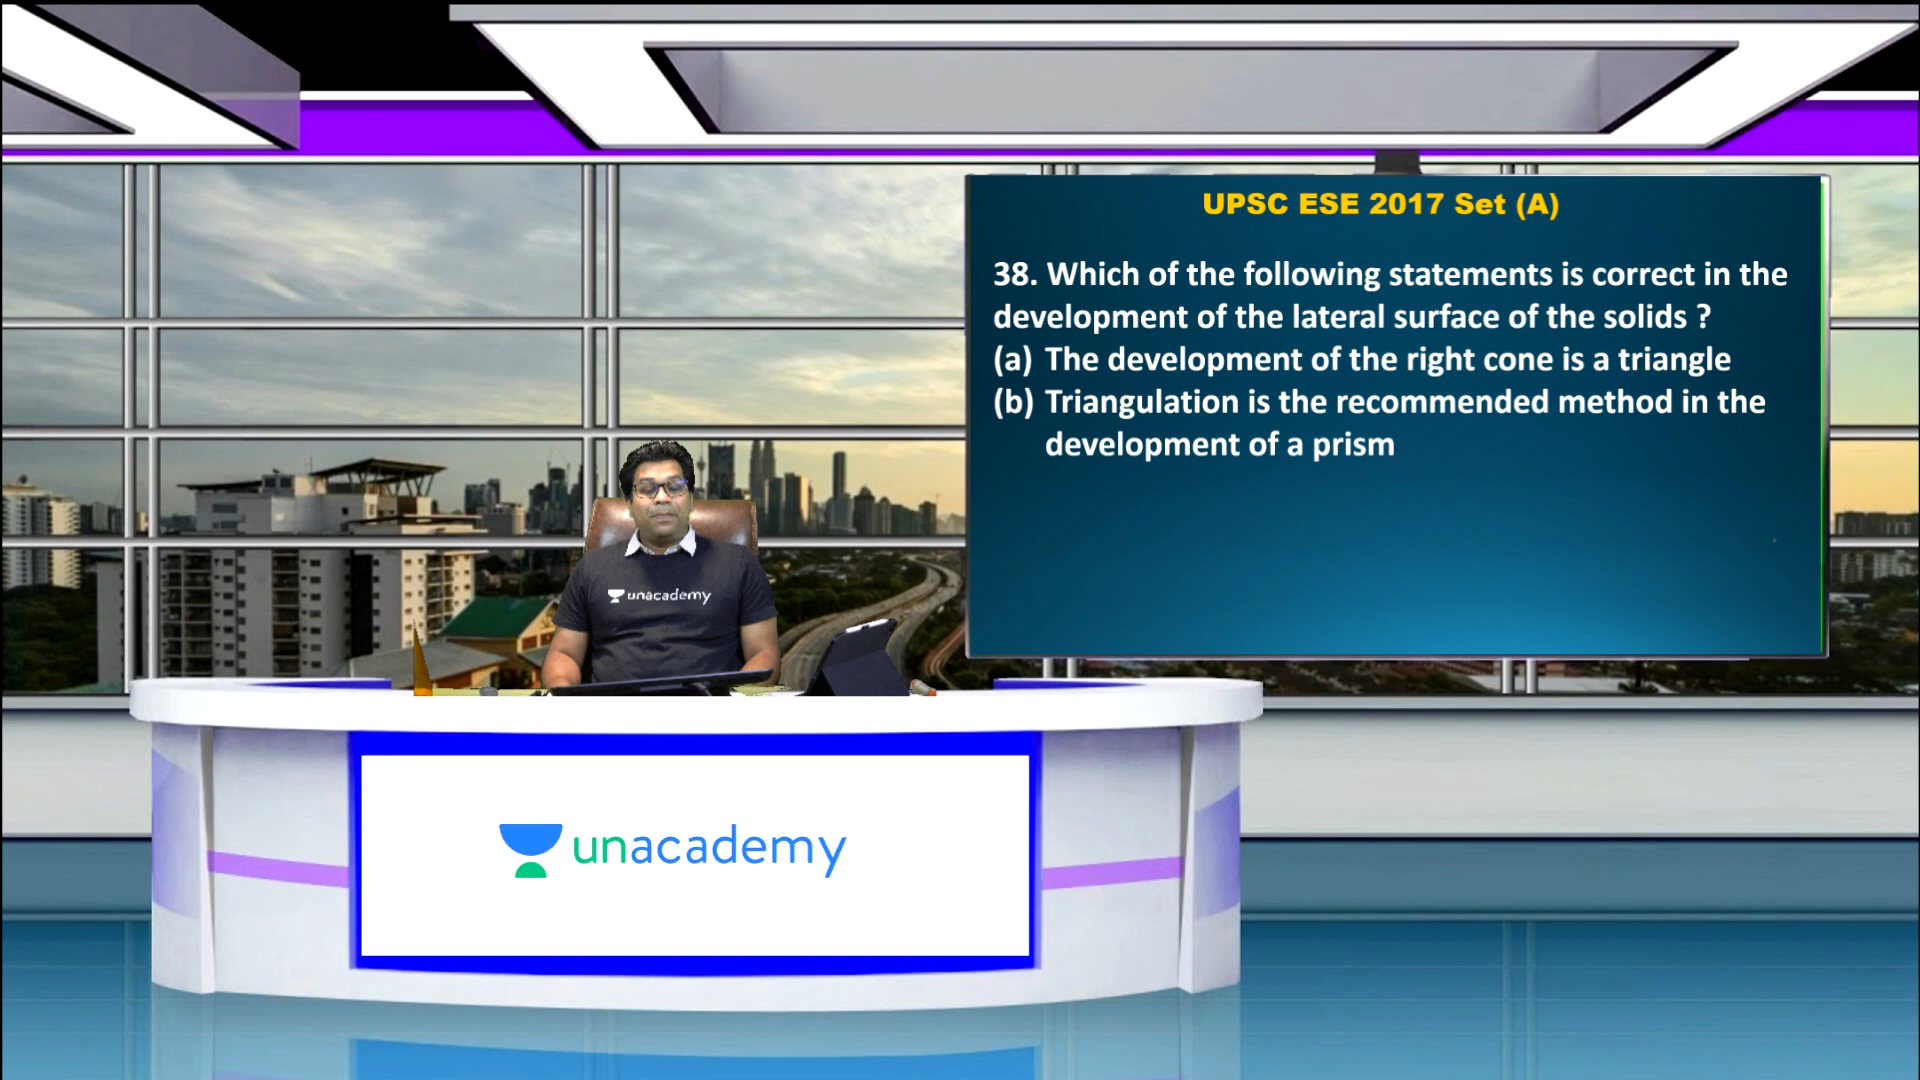 UPSC ESE 2017 Set (A)
38. Which of the following statements is correct in the
development of the lateral surface of the solids ?
(a) The development of the right cone is a triangle
(b) Triangulation is the recommended method in the
development of a prism
unacademy
unacademy